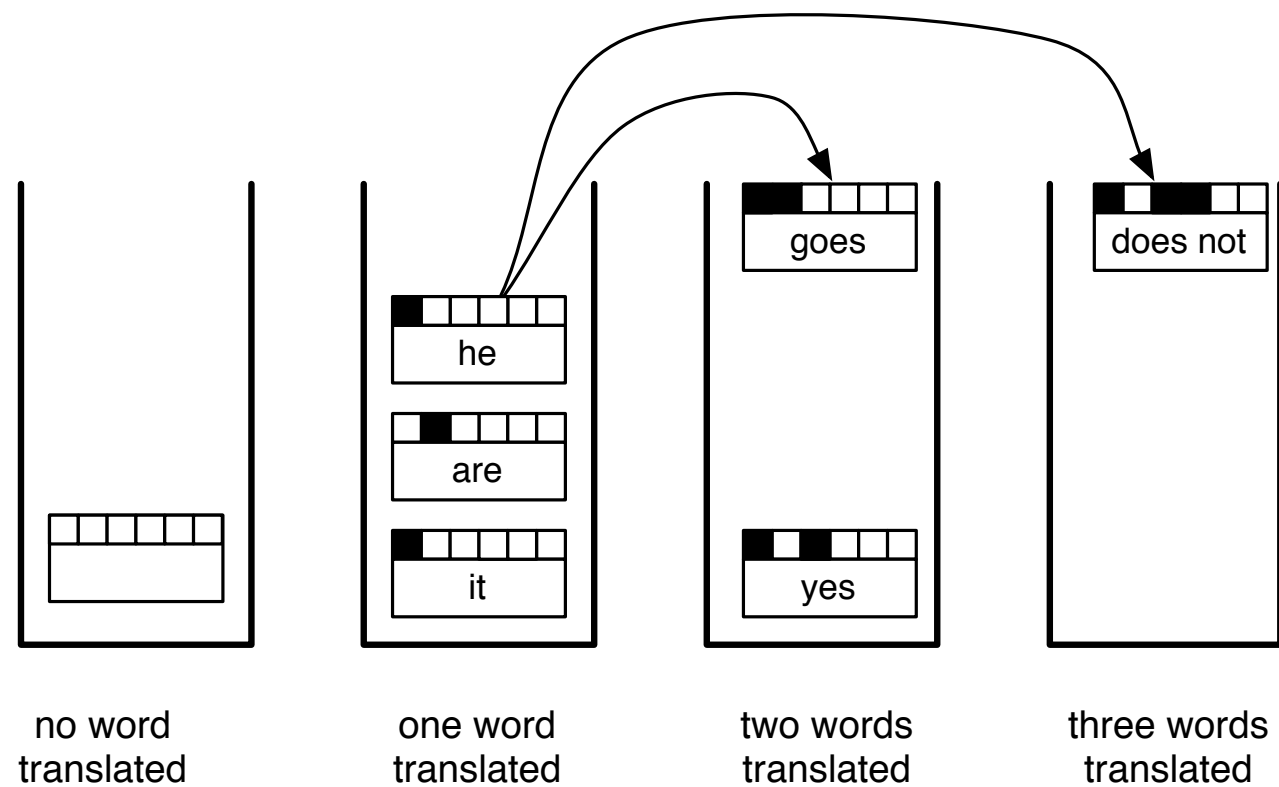 goes
does not
he
are
it
yes
no word
translated
one word
translated
two words
translated
three words
translated